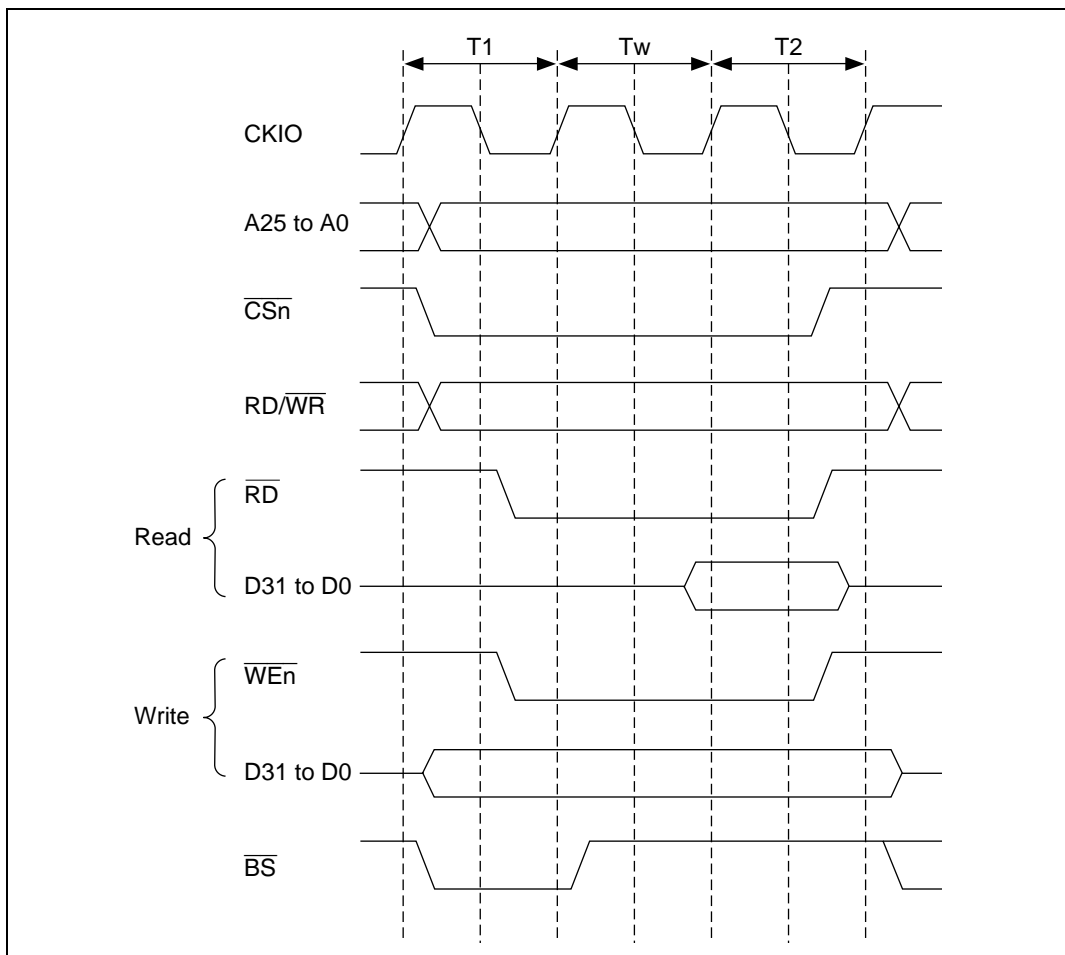 T1 Tw T2
CKIO
A25 to A0
CSn
RD/WR
RD
Read
D31 to D0
WEn
Write
D31 to D0
BS